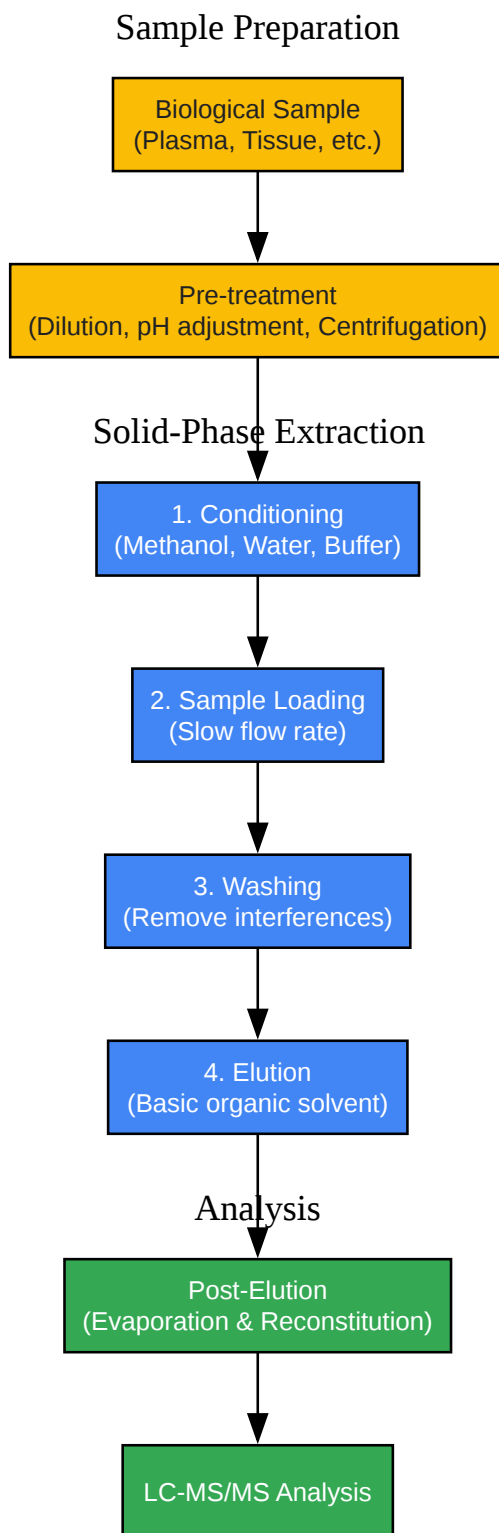 Sample Preparation
Biological Sample
(Plasma, Tissue, etc.)
Pre-treatment
(Dilution, pH adjustment, Centrifugation)
Solid-Phase Extraction
1. Conditioning
(Methanol, Water, Buffer)
2. Sample Loading
(Slow flow rate)
3. Washing
(Remove interferences)
4. Elution
(Basic organic solvent)
Analysis
Post-Elution
(Evaporation & Reconstitution)
LC-MS/MS Analysis